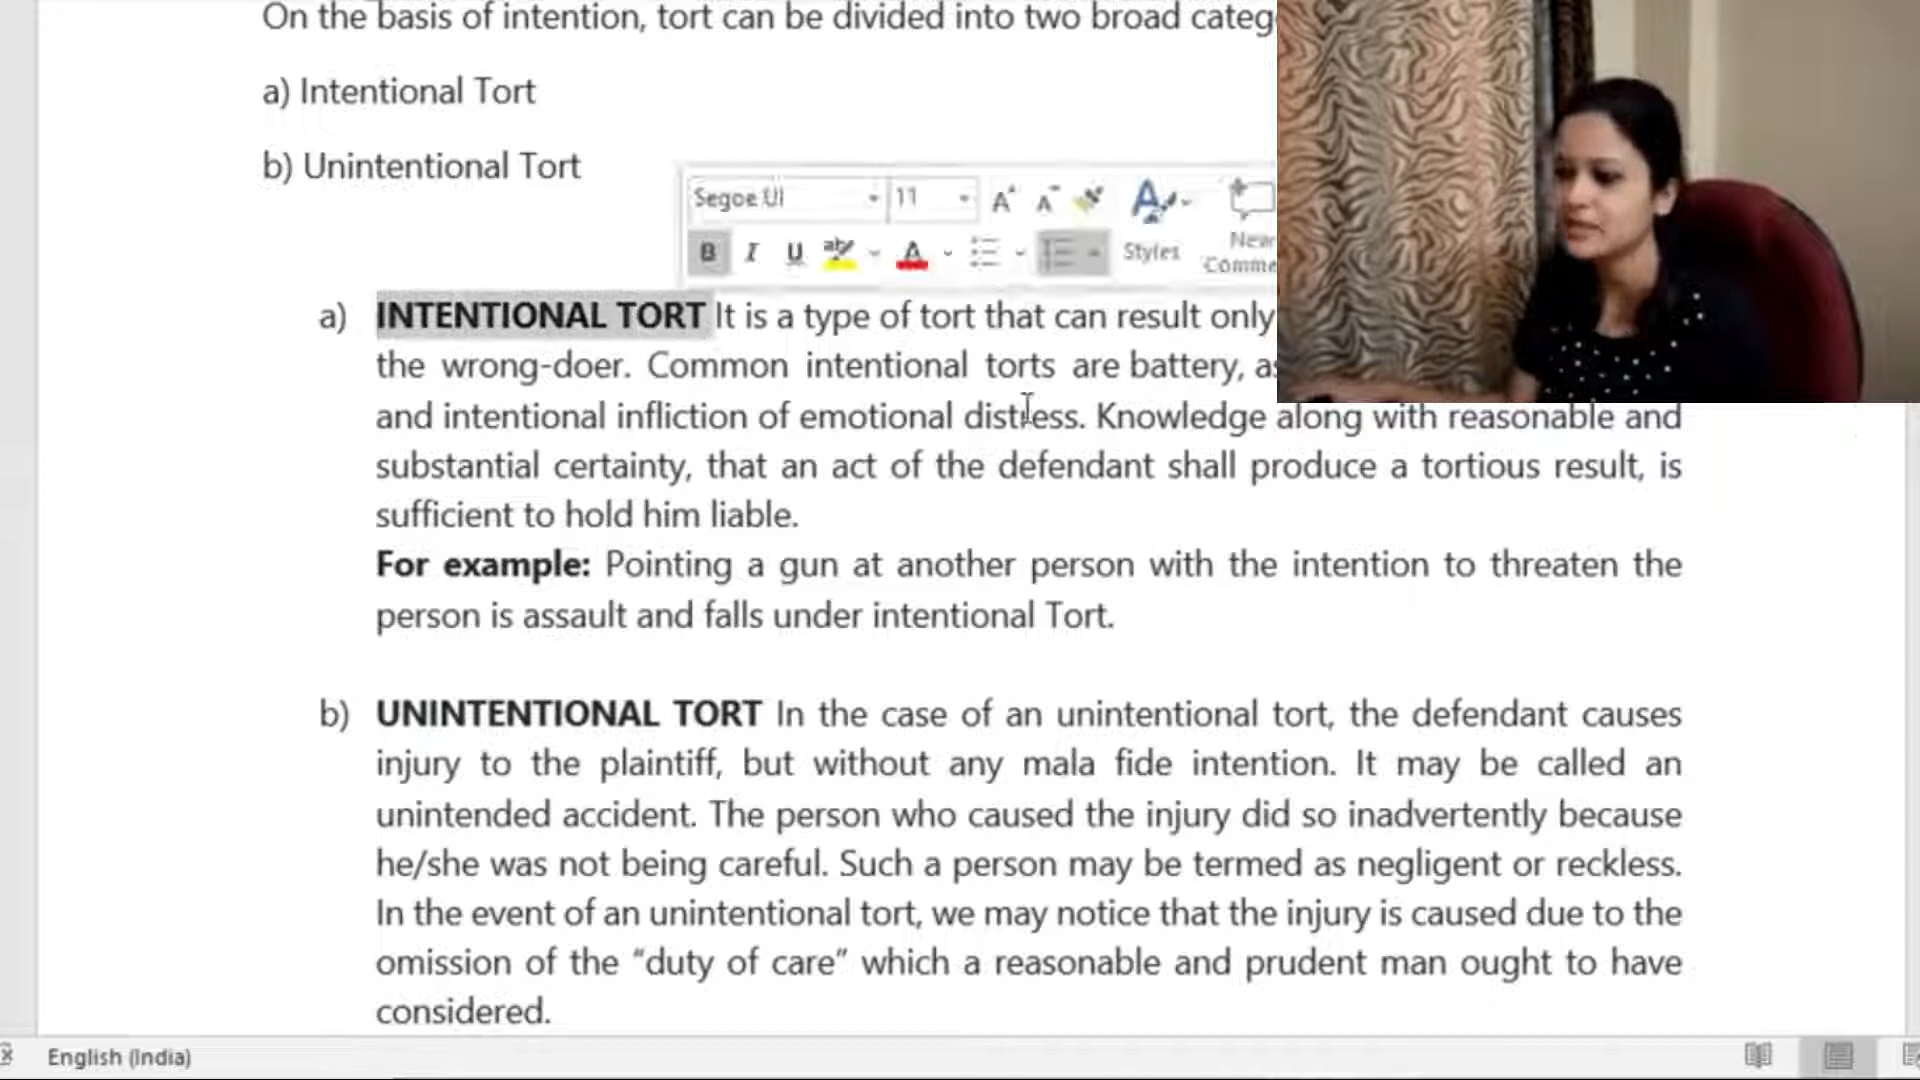 On the basis of intention, tort can be divided into two broad categ
a) Intentional Tort
b) Unintentional Tort
Segoe UI 11
B I U Styles New
Comme
a) INTENTIONAL TORT It is a type of tort that can result only
the wrong-doer. Common intentional torts are battery, as
and intentional infliction of emotional distress. Knowledge along with reasonable and
substantial certainty, that an act of the defendant shall produce a tortious result, is
sufficient to hold him liable.
For example: Pointing a gun at another person with the intention to threaten the
person is assault and falls under intentional Tort.
b) UNINTENTIONAL TORT In the case of an unintentional tort, the defendant causes
injury to the plaintiff, but without any mala fide intention. It may be called an
unintended accident. The person who caused the injury did so inadvertently because
he/she was not being careful. Such a person may be termed as negligent or reckless.
In the event of an unintentional tort, we may notice that the injury is caused due to the
omission of the “duty of care” which a reasonable and prudent man ought to have
considered.
English (India)